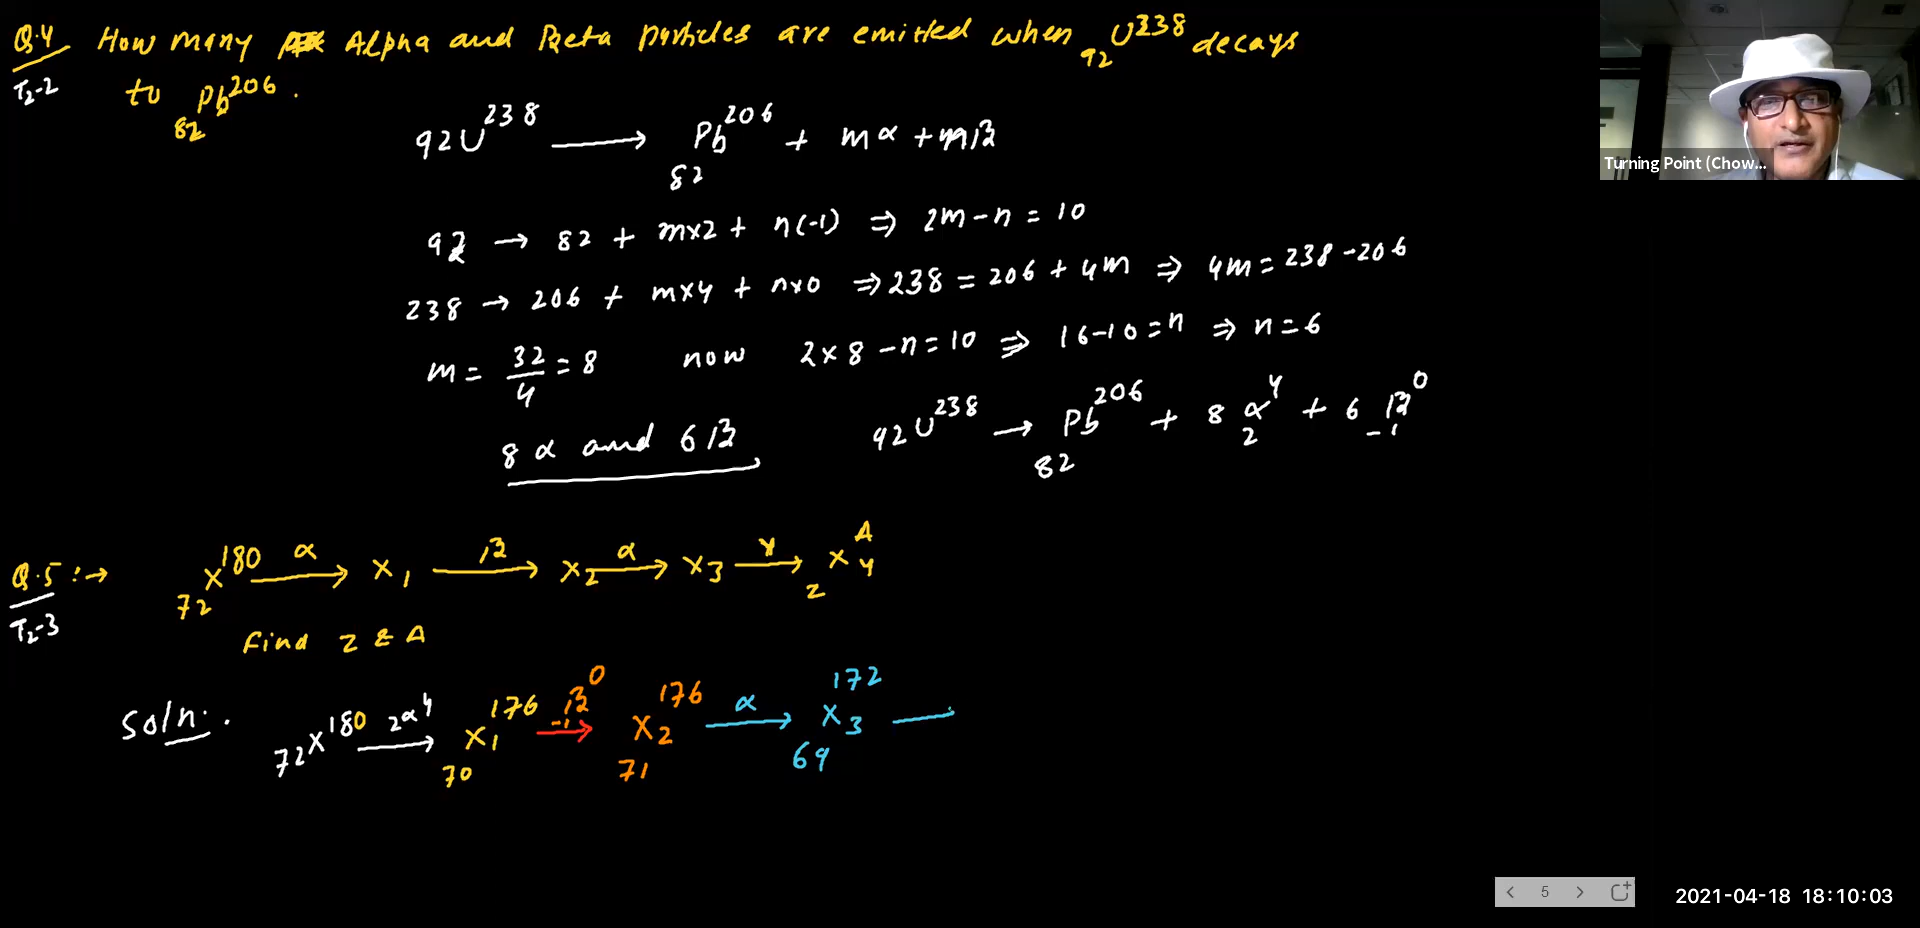 Q.4 How many Alpha and Beta particles are emitted when ₉₂U²³⁸ decays
T₂-2 to ₈₂Pb²⁰⁶.
₉₂U²³⁸ → ₈₂Pb²⁰⁶ + mα + nβ
92 → 82 + m×2 + n(-1) ⇒ 2m-n = 10
238 → 206 + m×4 + n×0 ⇒ 238 = 206 + 4m ⇒ 4m = 238-206
m = 32/4 = 8 now 2×8-n = 10 ⇒ 16-10 = n ⇒ n = 6
8α and 6β ₉₂U²³⁸ → ₈₂Pb²⁰⁶ + 8 ₂α⁴ + 6 ₋₁β⁰
Q.5 :→ ₇₂X¹⁸⁰ α→ X₁ β→ X₂ α→ X₃ γ→ zX₄ᴬ
T₂-3
Find Z & A
Soln:. ₇₂X¹⁸⁰ ₂α⁴→ ₇₀X₁¹⁷⁶ ₋₁β⁰→ ₇₁X₂¹⁷⁶ α→ ₆₉X₃¹⁷²
Turning Point (Chow...
5
2021-04-18 18:10:03